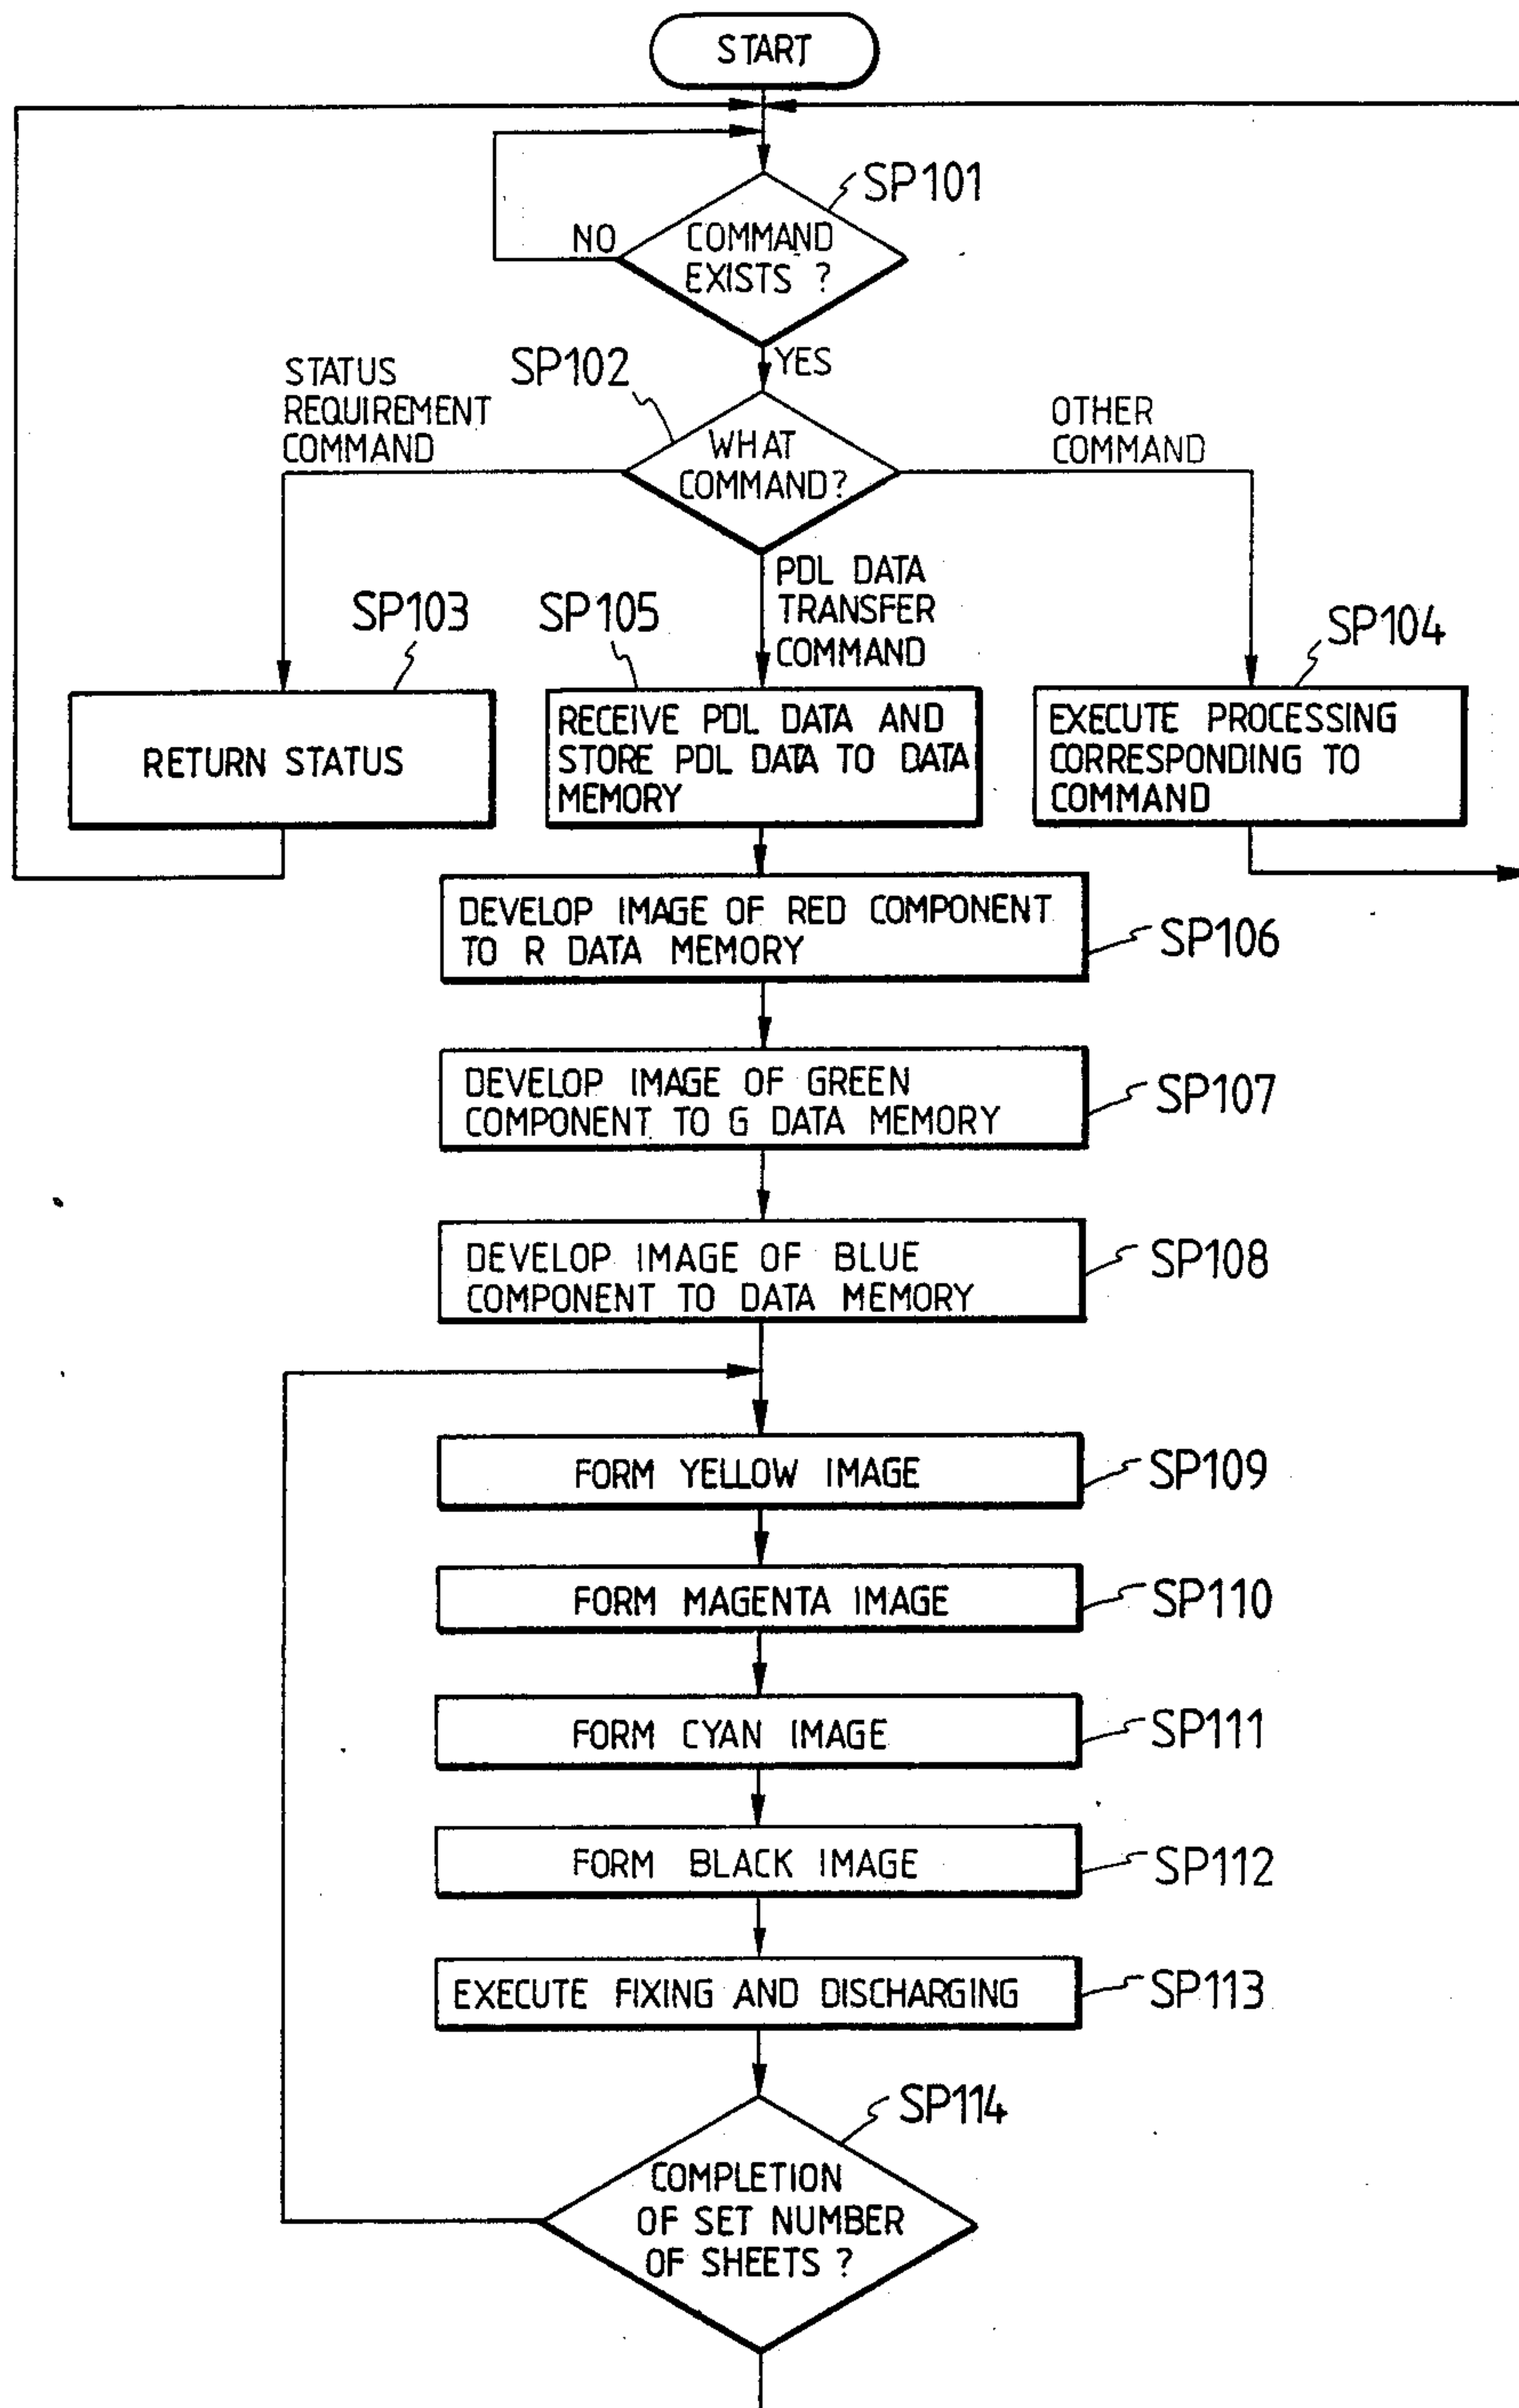 START
SP101
NO
COMMAND
EXISTS ?
YES
SP102
STATUS
REQUIREMENT
COMMAND
WHAT
COMMAND?
OTHER
COMMAND
PDL DATA
TRANSFER
COMMAND
SP103
SP105
SP104
RETURN STATUS
RECEIVE PDL DATA AND
STORE PDL DATA TO DATA
MEMORY
EXECUTE PROCESSING
CORRESPONDING TO
COMMAND
DEVELOP IMAGE OF RED COMPONENT
TO R DATA MEMORY
SP106
DEVELOP IMAGE OF GREEN
COMPONENT TO G DATA MEMORY
SP107
DEVELOP IMAGE OF BLUE
COMPONENT TO DATA MEMORY
SP108
FORM YELLOW IMAGE
SP109
FORM MAGENTA IMAGE
SP110
FORM CYAN IMAGE
SP111
FORM BLACK IMAGE
SP112
EXECUTE FIXING AND DISCHARGING
SP113
SP114
COMPLETION
OF SET NUMBER
OF SHEETS ?